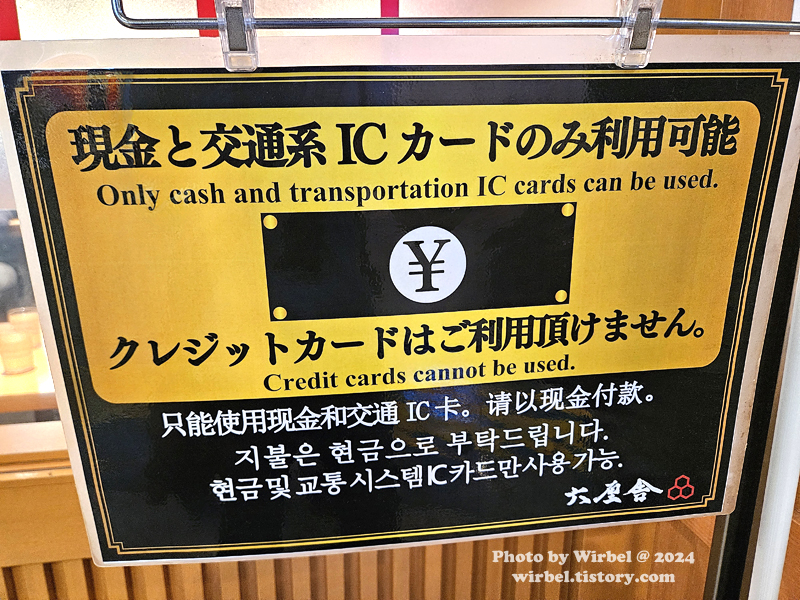 現金と交通系ICカードのみ利用可能
Only cash and transportation IC cards can be used.
¥
クレジットカードはご利用頂けません。
Credit cards cannot be used.
只能使用现金和交通IC卡。请以现金付款。
지불은 현금으로 부탁드립니다.
현금 및 교통 시스템 IC 카드만 사용 가능.
六厘舎
Photo by Wirbel @ 2024
wirbel.tistory.com